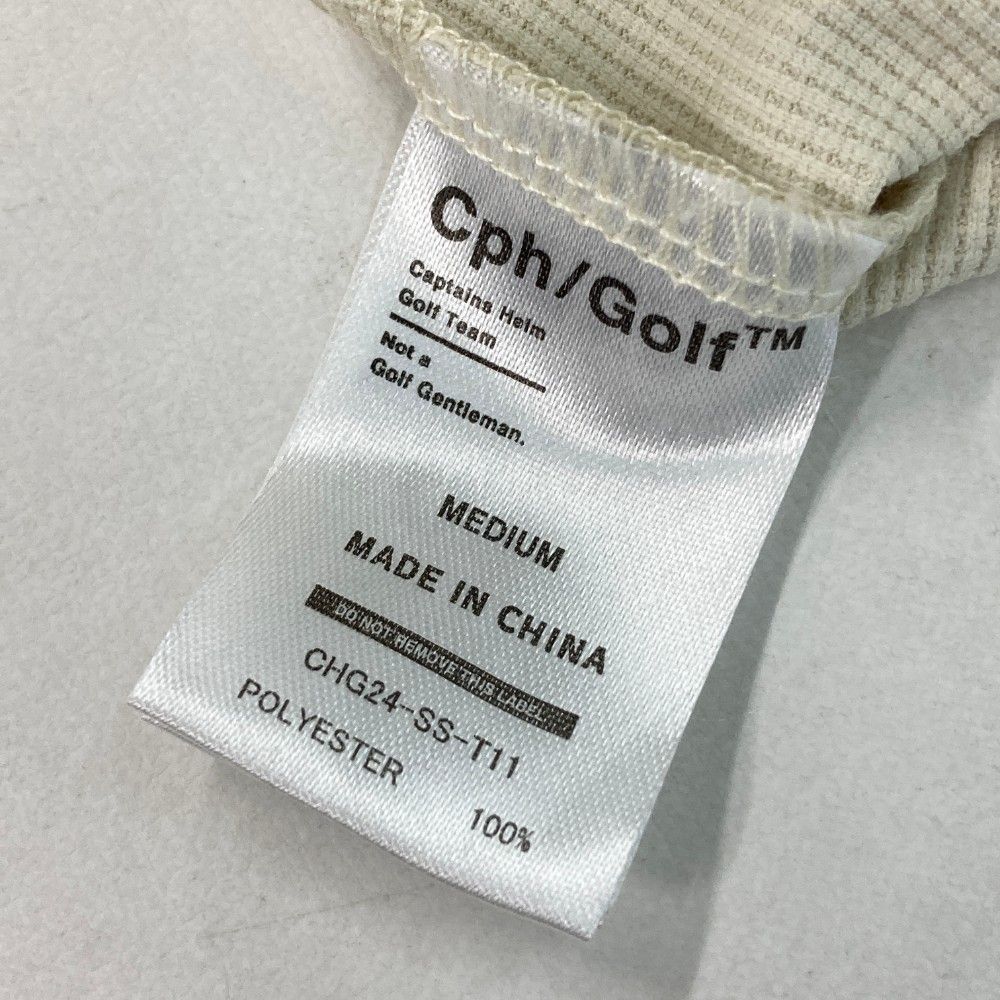 Cph/Golf™
Captains Helm
Golf Team
Not a
Golf Gentleman.
MEDIUM
MADE IN CHINA
DO NOT REMOVE THIS LABEL
CHG24-SS-T11
POLYESTER 100%